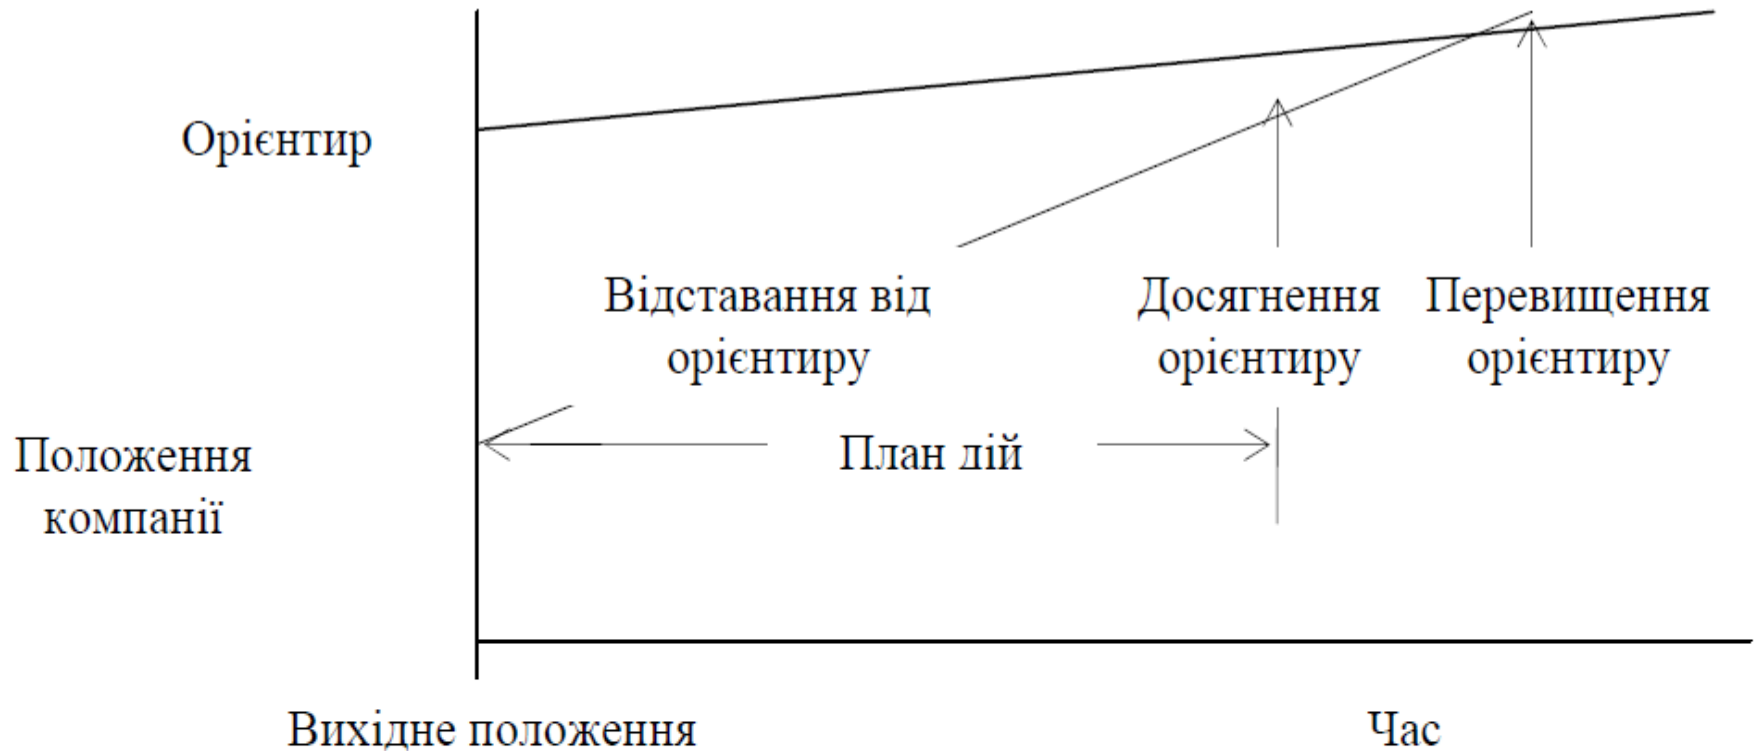 Орієнтир
Відставання від
орієнтиру
Досягнення
орієнтиру
Перевищення
орієнтиру
Положення
компанії
План дій
Вихідне положення
Час